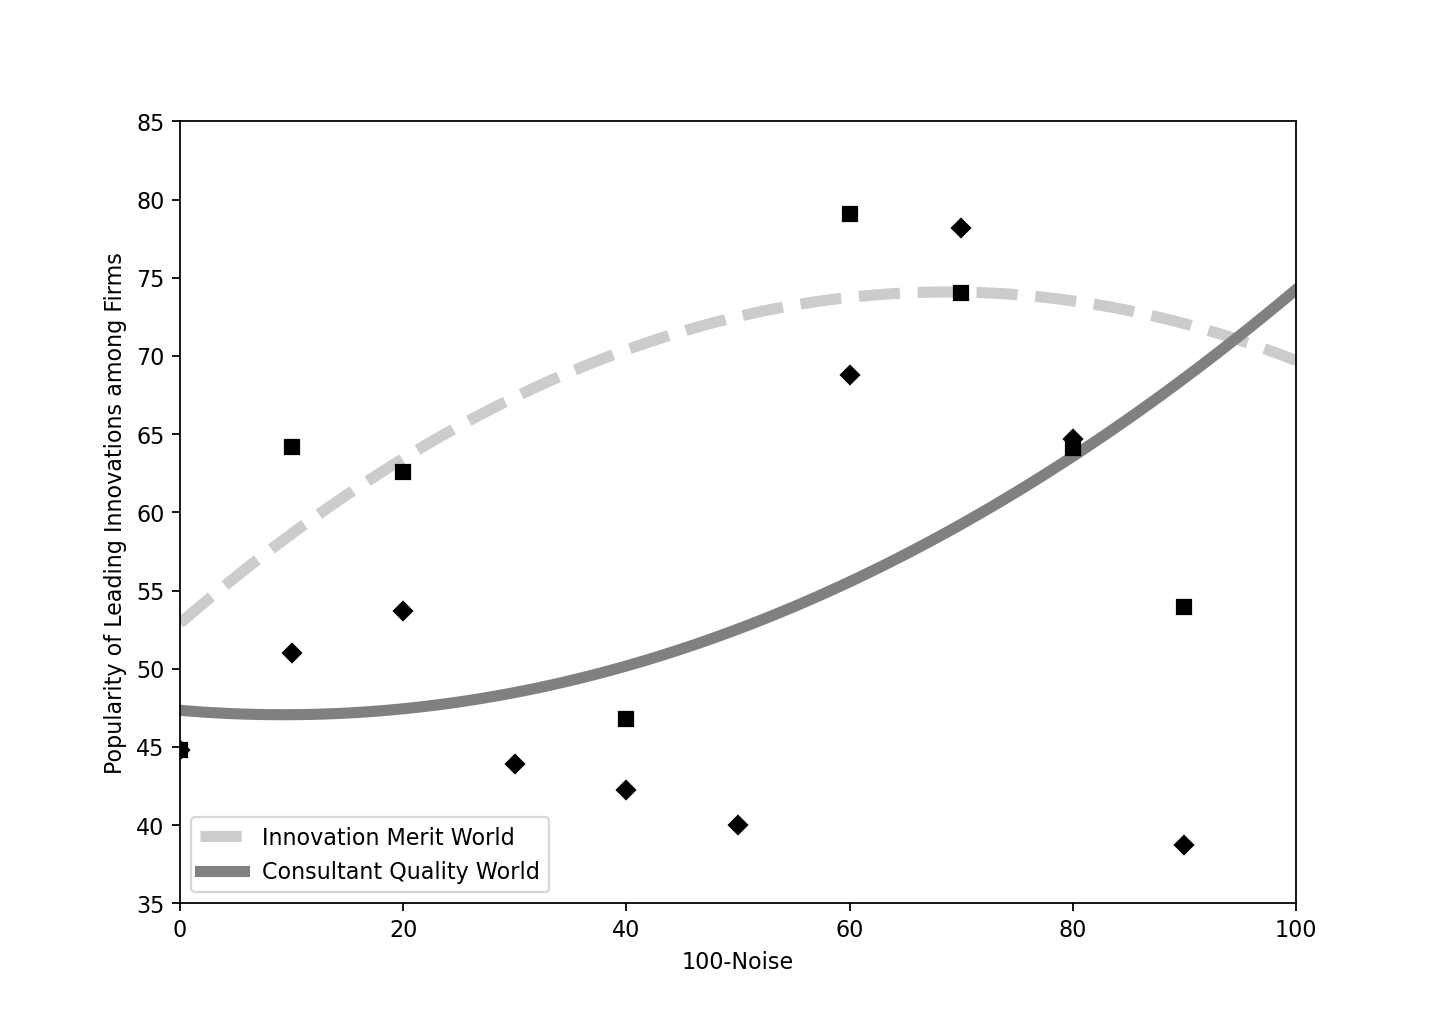 85
80
75
70
65
60
55
50
45
40
35
Popularity of Leading Innovations among Firms
Innovation Merit World
Consultant Quality World
0 20 40 60 80 100
100-Noise